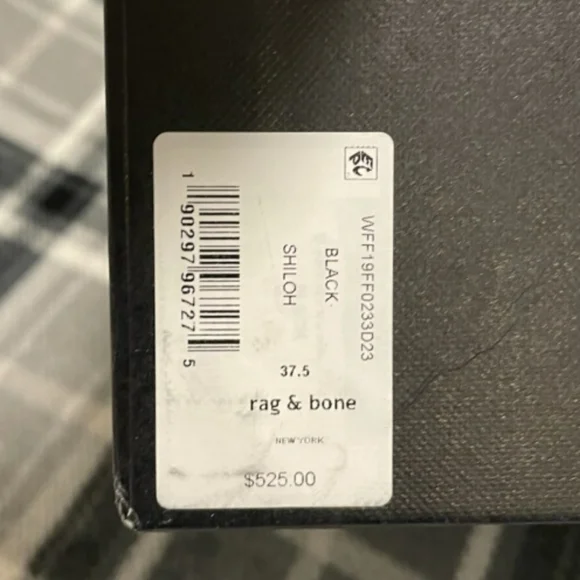 WFF19FF0233D23
BLACK
SHILOH
1 90297 96727 5
37.5
rag & bone
NEW YORK
$525.00